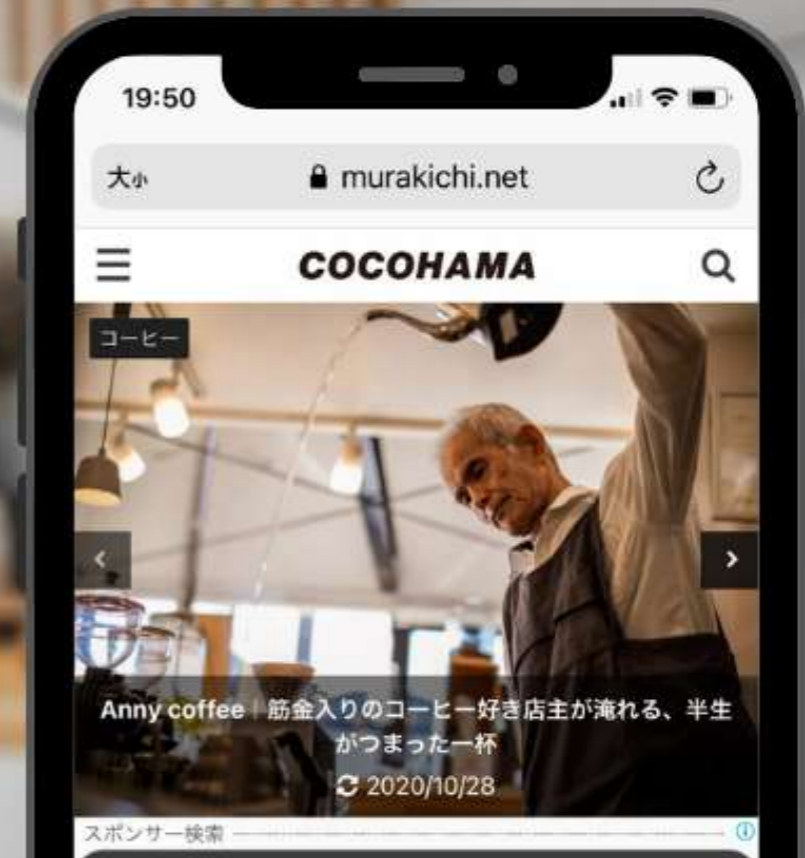 19:50
大小
murakichi.net
COCOHAMA
コーヒー
Anny coffee｜筋金入りのコーヒー好き店主が淹れる、半生
がつまった一杯
2020/10/28
スポンサー検索